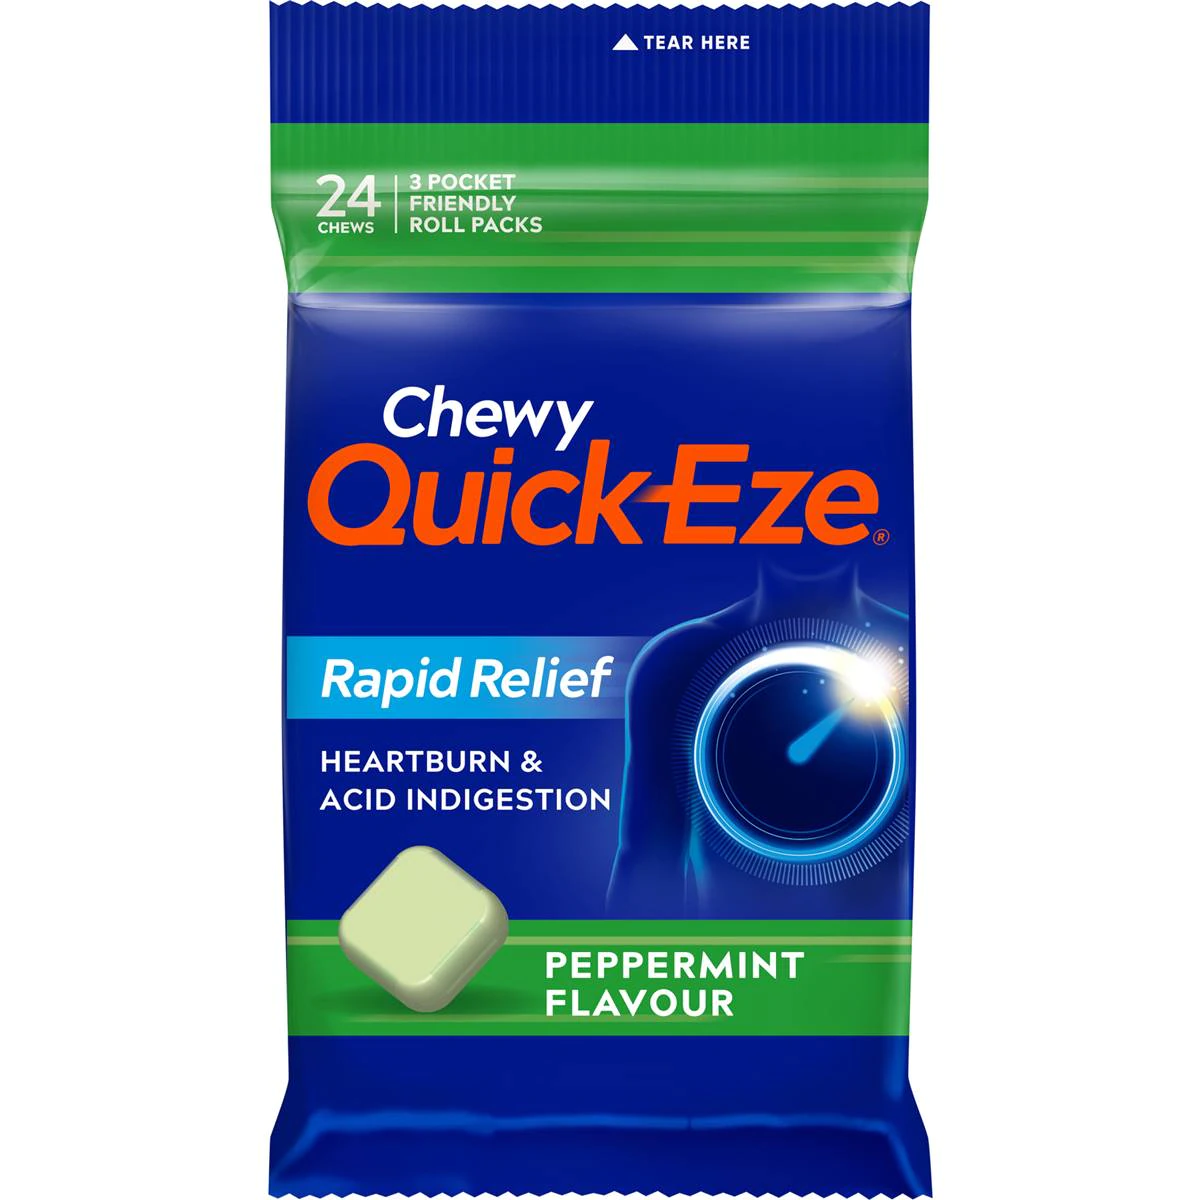 TEAR HERE
24
CHEWS
3 POCKET
FRIENDLY
ROLL PACKS
Chewy
Quick-Eze®
Rapid Relief
HEARTBURN &
ACID INDIGESTION
PEPPERMINT
FLAVOUR